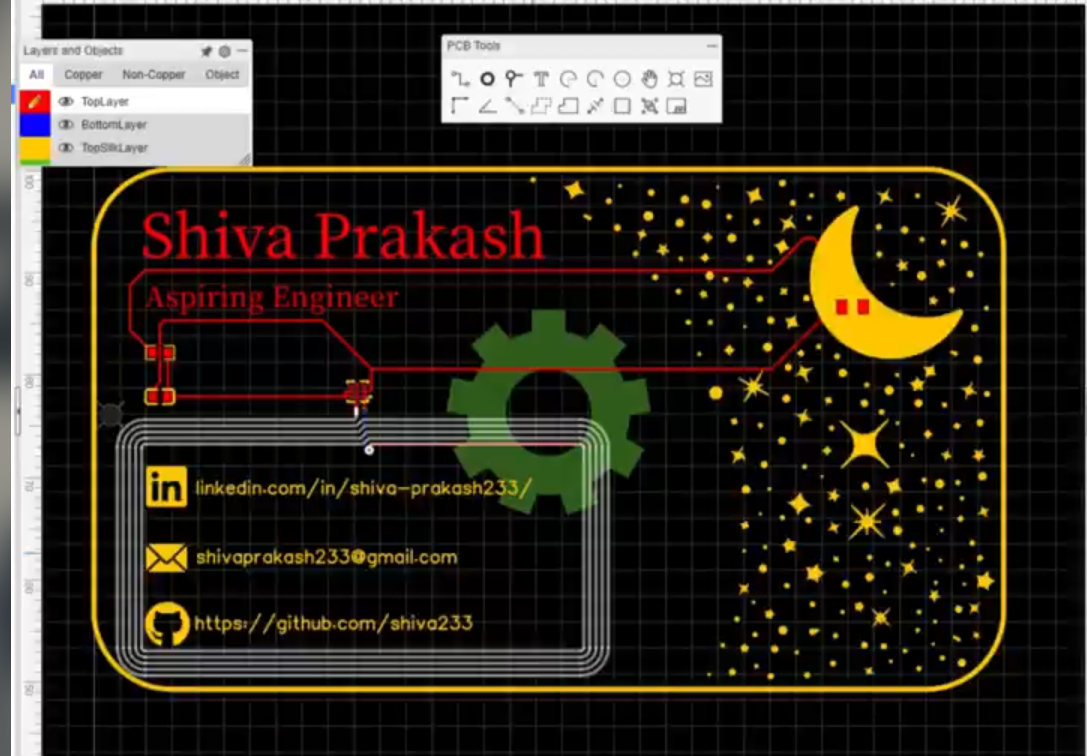 Layers and Objects
All Copper Non-Copper Object
TopLayer
BottomLayer
TopSilkLayer
PCB Tools
T
Shiva Prakash
Aspiring Engineer
in linkedin.com/in/shiva-prakash233/
shivaprakash233@gmail.com
https://github.com/shiva233